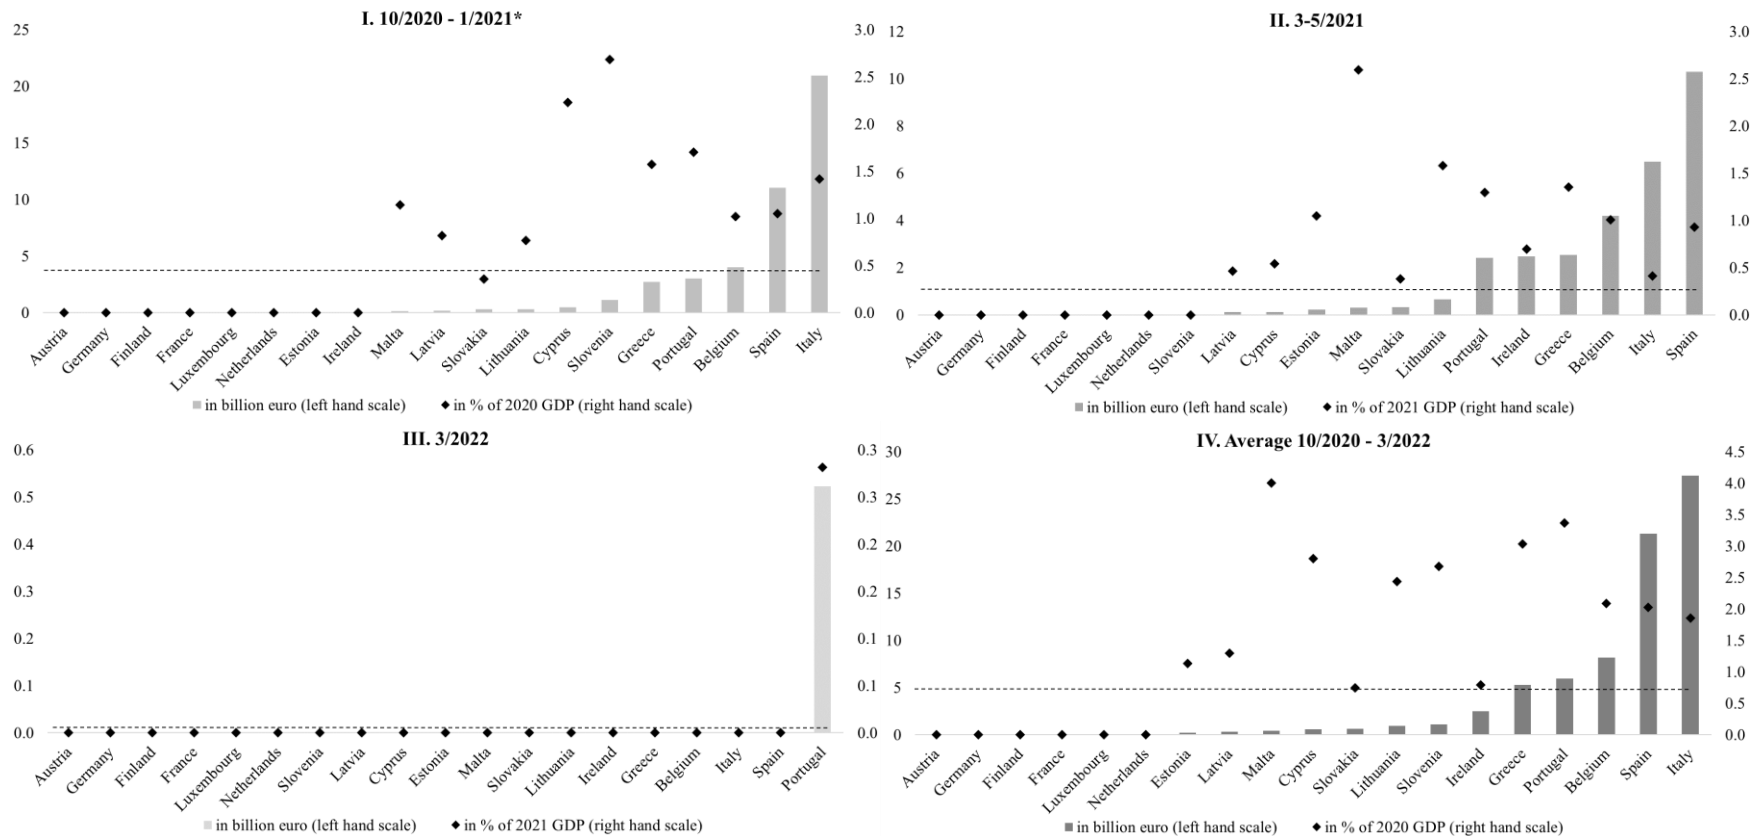 I. 10/2020 - 1/2021*
25
20
15
10
5
0
3.0
2.5
2.0
1.5
1.0
0.5
0.0
Austria
Germany
Finland
France
Luxembourg
Netherlands
Estonia
Ireland
Malta
Latvia
Slovakia
Lithuania
Cyprus
Slovenia
Greece
Portugal
Belgium
Spain
Italy
in billion euro (left hand scale)
in % of 2020 GDP (right hand scale)
II. 3-5/2021
12
10
8
6
4
2
0
3.0
2.5
2.0
1.5
1.0
0.5
0.0
Austria
Germany
Finland
France
Luxembourg
Netherlands
Slovenia
Latvia
Cyprus
Estonia
Malta
Slovakia
Lithuania
Portugal
Ireland
Greece
Belgium
Italy
Spain
in billion euro (left hand scale)
in % of 2021 GDP (right hand scale)
III. 3/2022
0.6
0.5
0.4
0.3
0.2
0.1
0.0
0.3
0.3
0.2
0.2
0.1
0.1
0.0
Austria
Germany
Finland
France
Luxembourg
Netherlands
Slovenia
Latvia
Cyprus
Estonia
Malta
Slovakia
Lithuania
Ireland
Greece
Belgium
Italy
Spain
Portugal
in billion euro (left hand scale)
in % of 2021 GDP (right hand scale)
IV. Average 10/2020 - 3/2022
30
25
20
15
10
5
0
4.5
4.0
3.5
3.0
2.5
2.0
1.5
1.0
0.5
0.0
Austria
Germany
Finland
France
Luxembourg
Netherlands
Estonia
Latvia
Malta
Cyprus
Slovakia
Lithuania
Slovenia
Ireland
Greece
Portugal
Belgium
Spain
Italy
in billion euro (left hand scale)
in % of 2020 GDP (right hand scale)